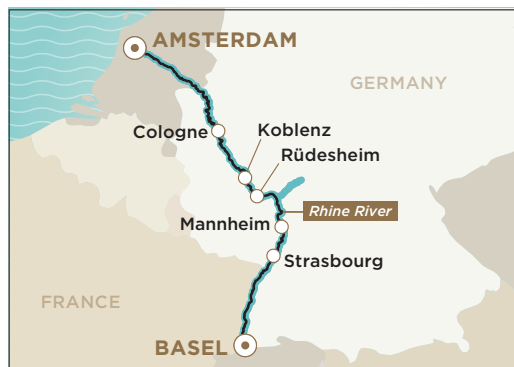 AMSTERDAM
GERMANY
Cologne
Koblenz
Rüdesheim
Rhine River
Mannheim
Strasbourg
FRANCE
BASEL